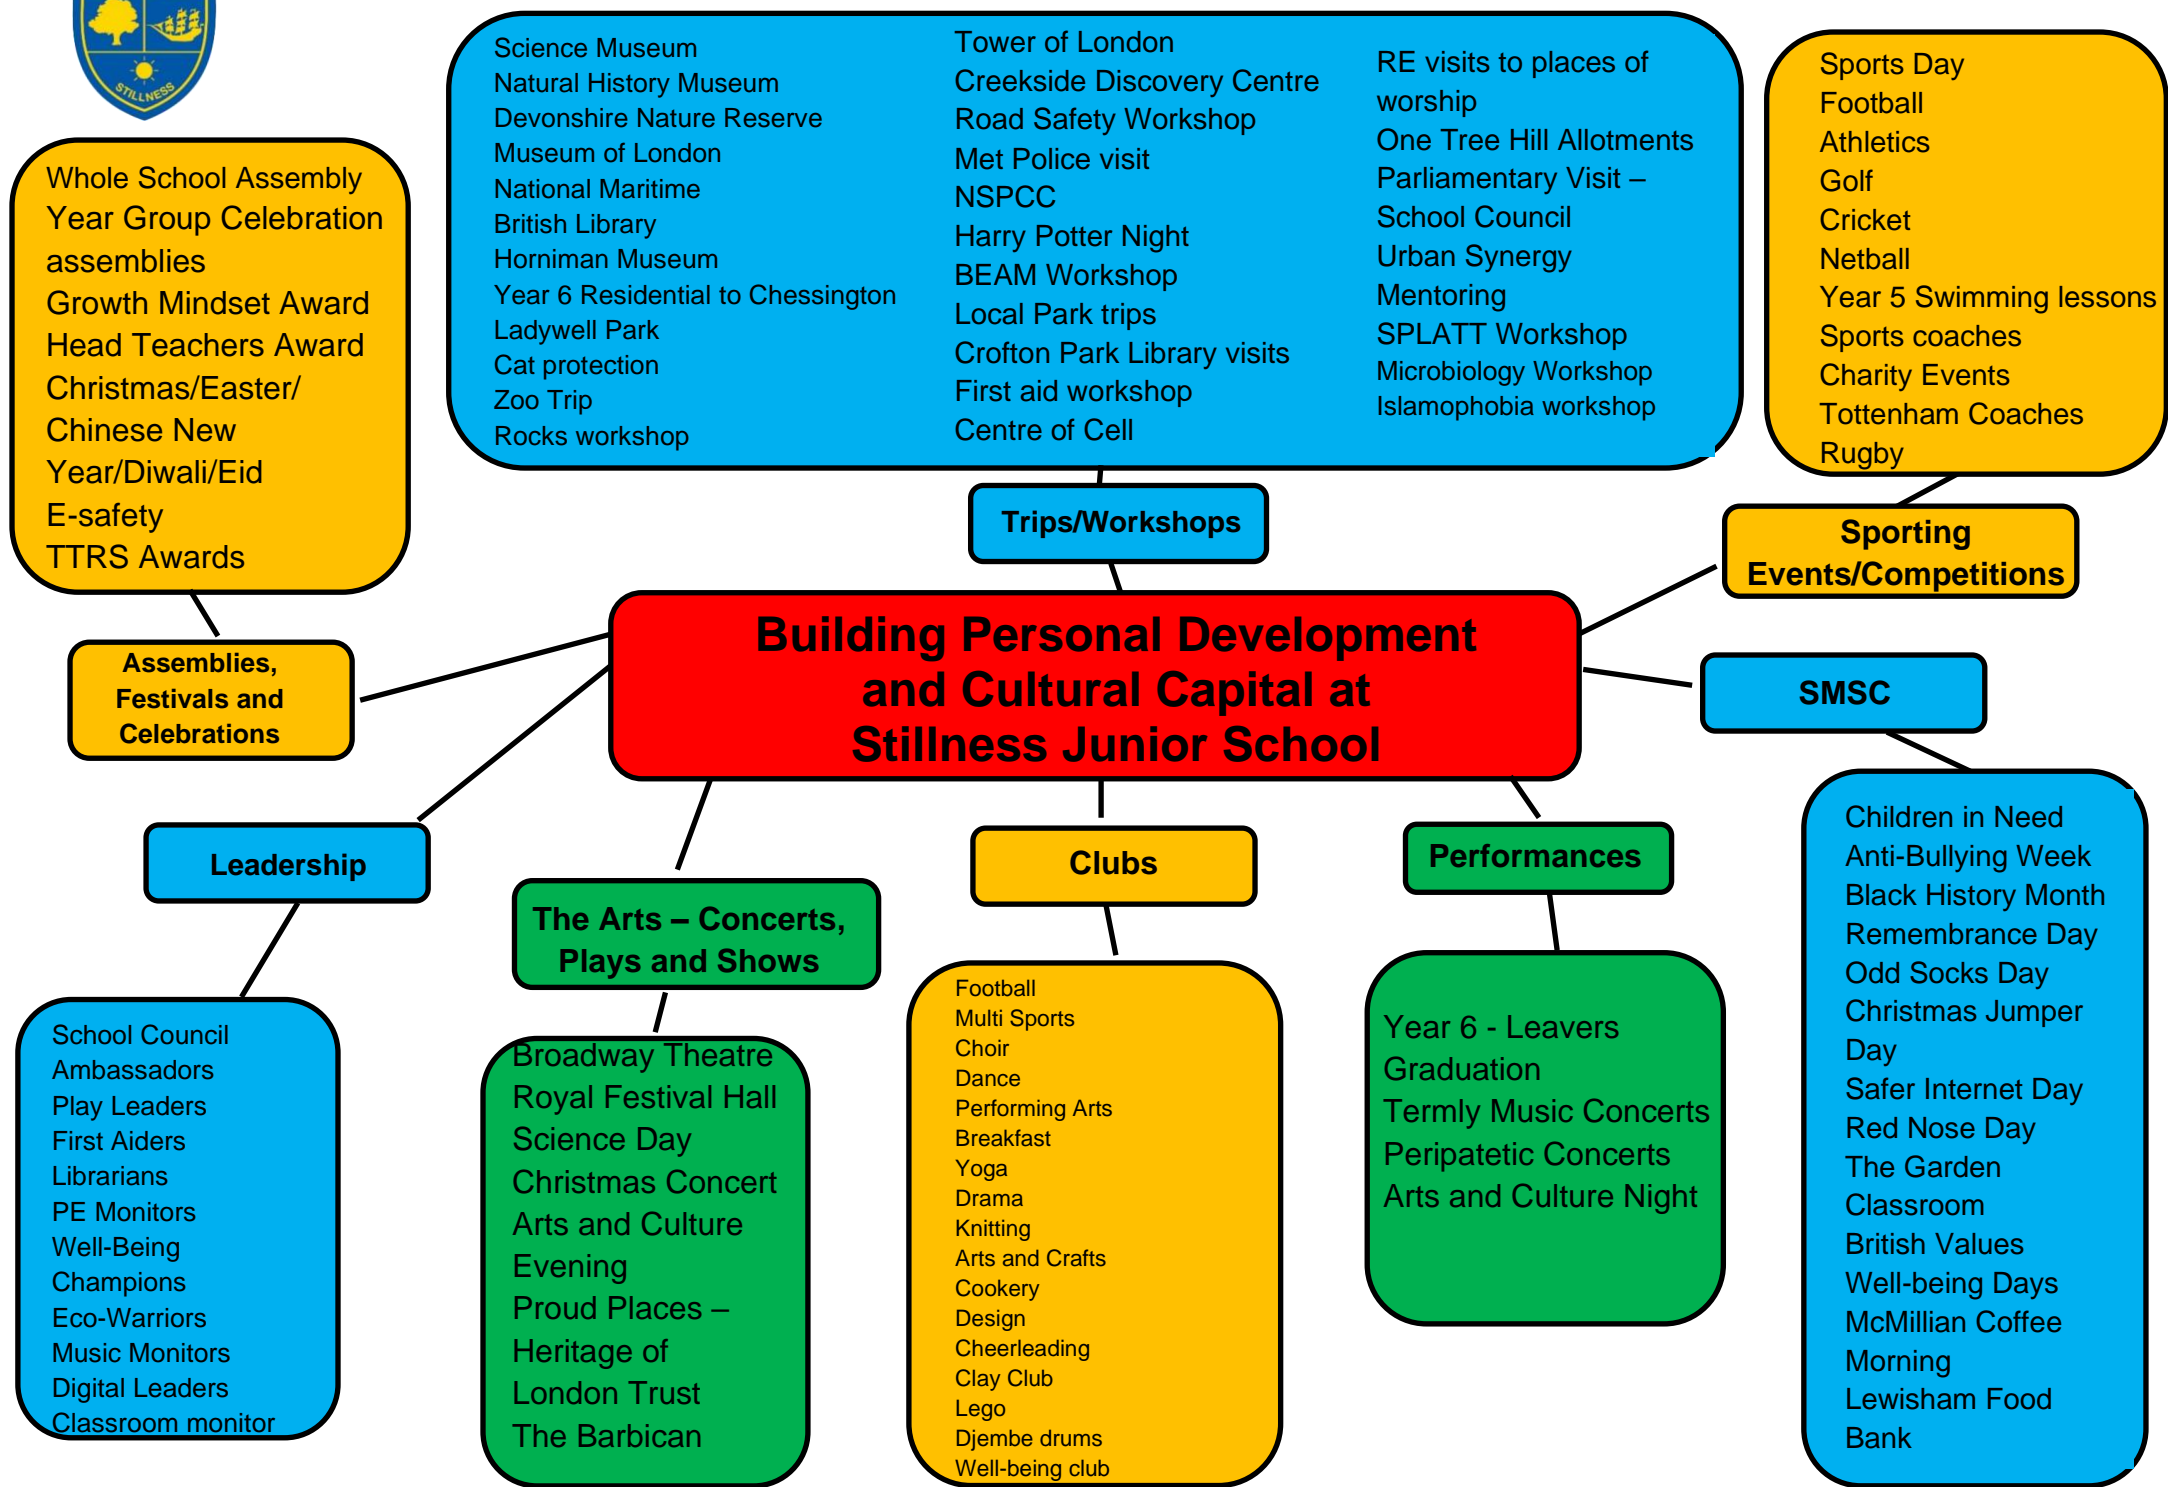 STILLNESS
Science Museum
Natural History Museum
Devonshire Nature Reserve
Museum of London
National Maritime
British Library
Horniman Museum
Year 6 Residential to Chessington
Ladywell Park
Cat protection
Zoo Trip
Rocks workshop
Tower of London
Creekside Discovery Centre
Road Safety Workshop
Met Police visit
NSPCC
Harry Potter Night
BEAM Workshop
Local Park trips
Crofton Park Library visits
First aid workshop
Centre of Cell
RE visits to places of
worship
One Tree Hill Allotments
Parliamentary Visit –
School Council
Urban Synergy
Mentoring
SPLATT Workshop
Microbiology Workshop
Islamophobia workshop
Sports Day
Football
Athletics
Golf
Cricket
Netball
Year 5 Swimming lessons
Sports coaches
Charity Events
Tottenham Coaches
Rugby
Whole School Assembly
Year Group Celebration
assemblies
Growth Mindset Award
Head Teachers Award
Christmas/Easter/
Chinese New
Year/Diwali/Eid
E-safety
TTRS Awards
Trips/Workshops
Sporting
Events/Competitions
Assemblies,
Festivals and
Celebrations
Building Personal Development
and Cultural Capital at
Stillness Junior School
SMSC
Leadership
The Arts – Concerts,
Plays and Shows
Clubs
Performances
School Council
Ambassadors
Play Leaders
First Aiders
Librarians
PE Monitors
Well-Being
Champions
Eco-Warriors
Music Monitors
Digital Leaders
Classroom monitor
Broadway Theatre
Royal Festival Hall
Science Day
Christmas Concert
Arts and Culture
Evening
Proud Places –
Heritage of
London Trust
The Barbican
Football
Multi Sports
Choir
Dance
Performing Arts
Breakfast
Yoga
Drama
Knitting
Arts and Crafts
Cookery
Design
Cheerleading
Clay Club
Lego
Djembe drums
Well-being club
Year 6 - Leavers
Graduation
Termly Music Concerts
Peripatetic Concerts
Arts and Culture Night
Children in Need
Anti-Bullying Week
Black History Month
Remembrance Day
Odd Socks Day
Christmas Jumper
Day
Safer Internet Day
Red Nose Day
The Garden
Classroom
British Values
Well-being Days
McMillian Coffee
Morning
Lewisham Food
Bank